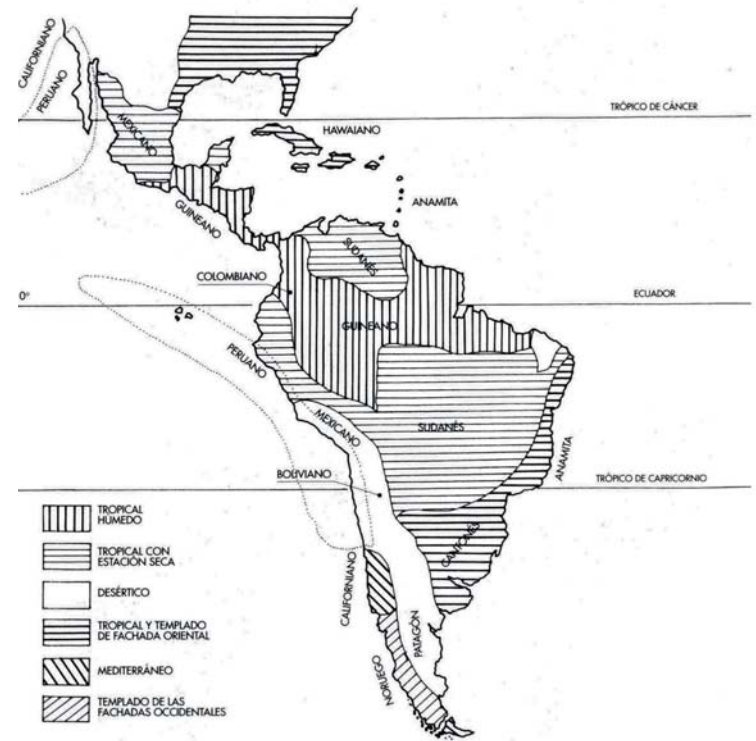 CALIFORNIANO
PERUANO
MEXICANO
TRÓPICO DE CÁNCER
HAWAIANO
ANAMITA
GUINEANO
SUDANÉS
COLOMBIANO
0°
ECUADOR
GUINEANO
PERUANO
MEXICANO
SUDANÉS
ANAMITA
BOLIVIANO
TRÓPICO DE CAPRICORNIO
CANTONÉS
CALIFORNIANO
PATAGÓN
NORUEGO
TROPICAL
HÚMEDO
TROPICAL CON
ESTACIÓN SECA
DESÉRTICO
TROPICAL Y TEMPLADO
DE FACHADA ORIENTAL
MEDITERRÁNEO
TEMPLADO DE LAS
FACHADAS OCCIDENTALES